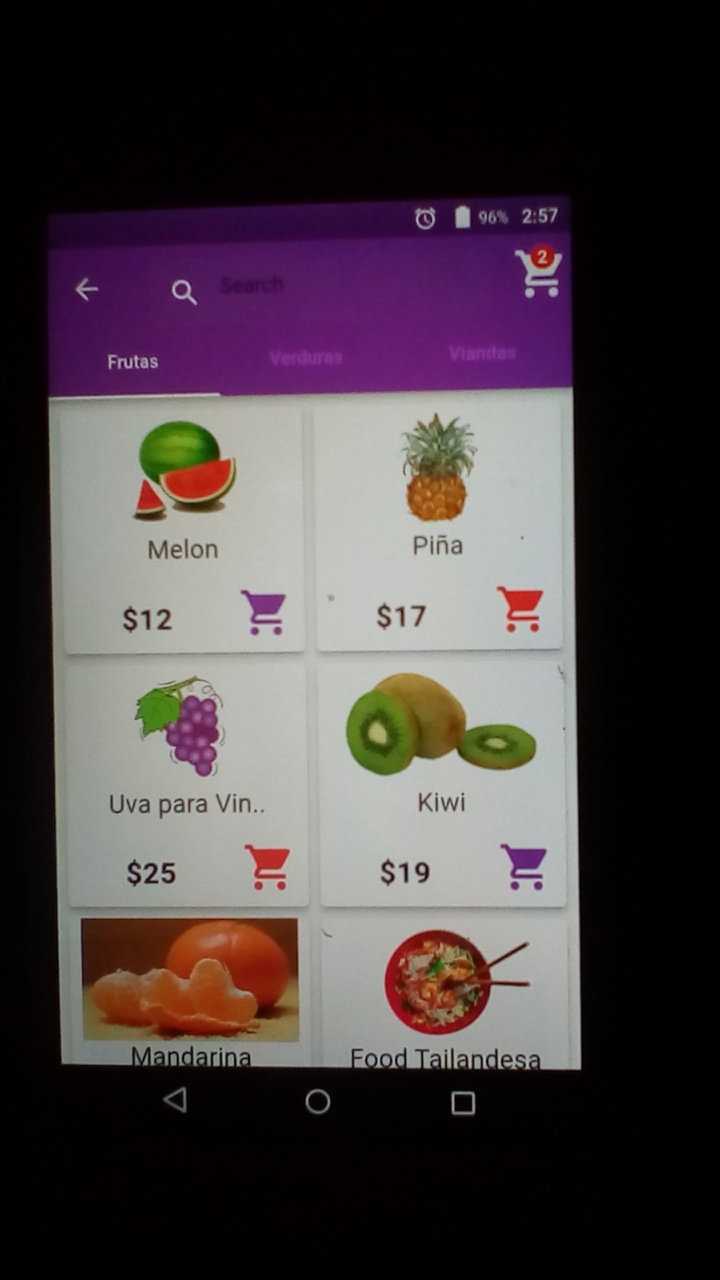 96% 2:57
2
Search
Frutas Verduras Viandas
Melon
Piña
$12
$17
Uva para Vin..
Kiwi
$25
$19
Mandarina
Food Tailandesa